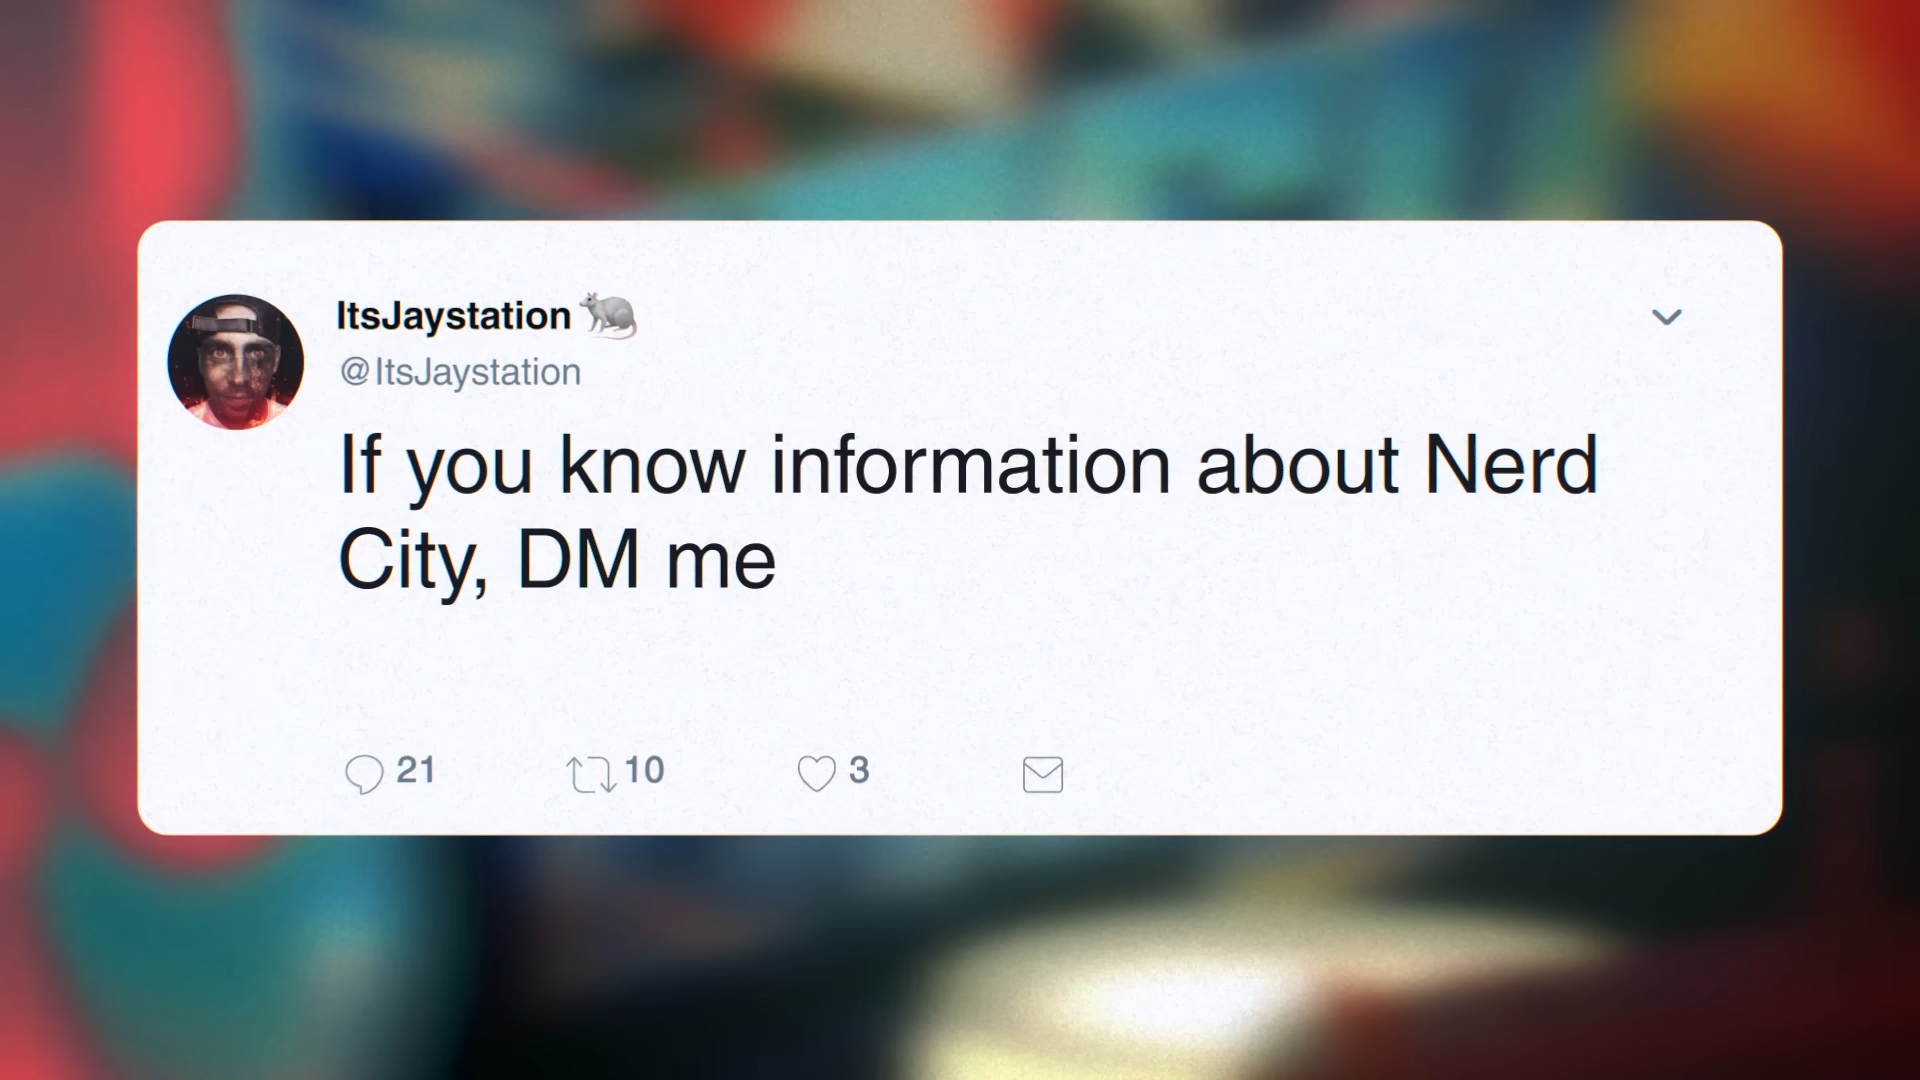 ItsJaystation 🐀
@ItsJaystation
If you know information about Nerd
City, DM me
21 10 3